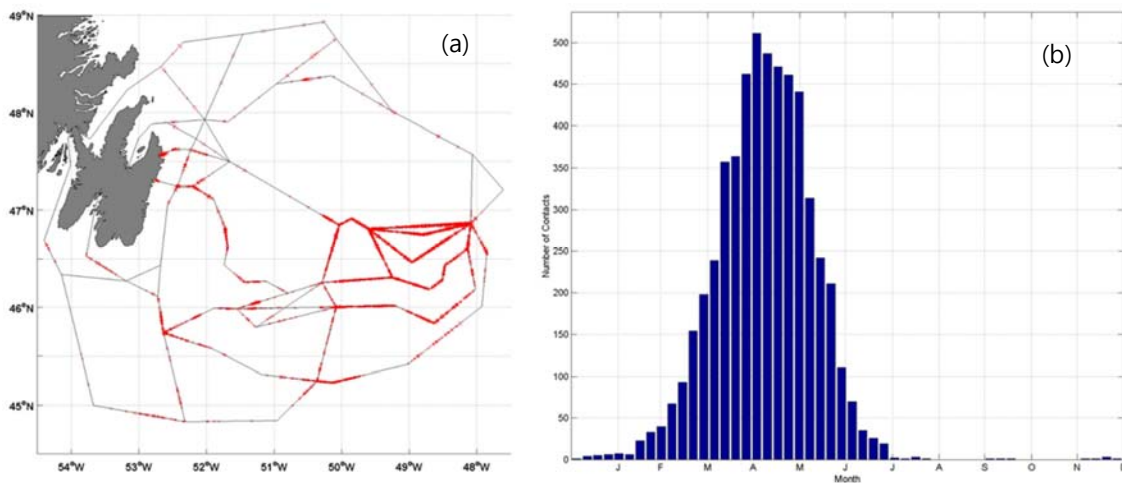 (a)
49°N
48°N
47°N
46°N
45°N
54°W 53°W 52°W 51°W 50°W 49°W 48°W
(b)
500
450
400
350
300
250
200
150
100
50
0
Number of Contacts
J F M A M J J A S O N D
Month